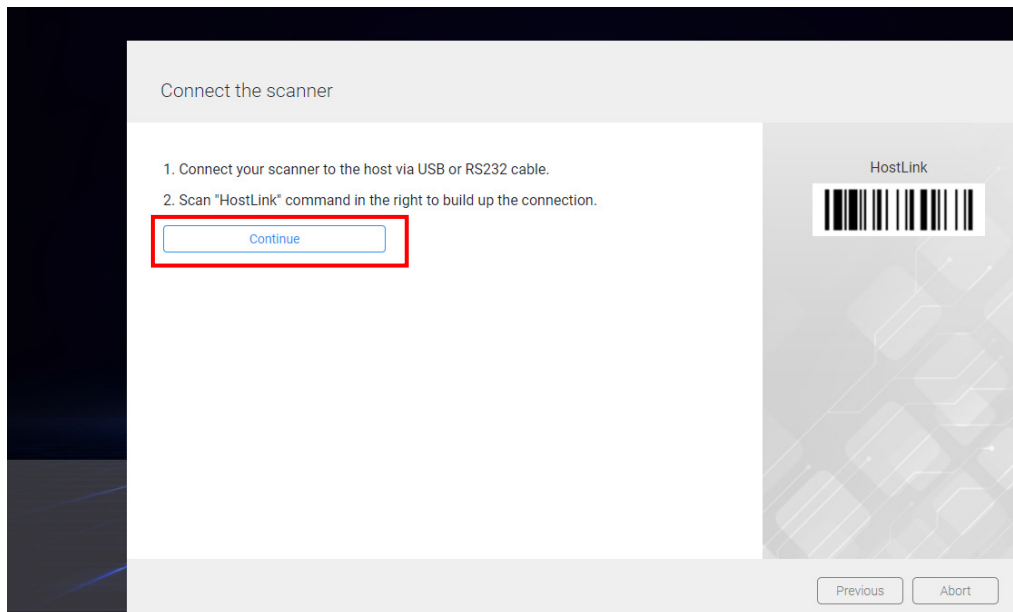 Connect the scanner
1. Connect your scanner to the host via USB or RS232 cable.
2. Scan "HostLink" command in the right to build up the connection.
Continue
HostLink
Previous
Abort